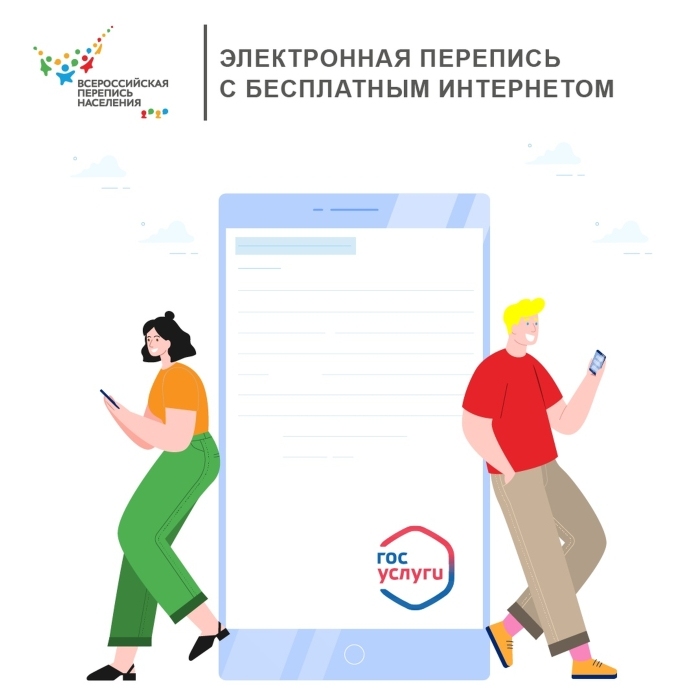 ВСЕРОССИЙСКАЯ
ПЕРЕПИСЬ
НАСЕЛЕНИЯ
2020
ЭЛЕКТРОННАЯ ПЕРЕПИСЬ
С БЕСПЛАТНЫМ ИНТЕРНЕТОМ
гос
услуги